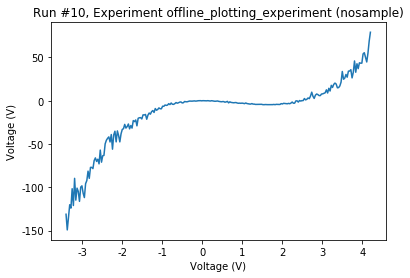 Run #10, Experiment offline_plotting_experiment (nosample)
Voltage (V)
50
0
-50
-100
-150
-3 -2 -1 0 1 2 3 4
Voltage (V)